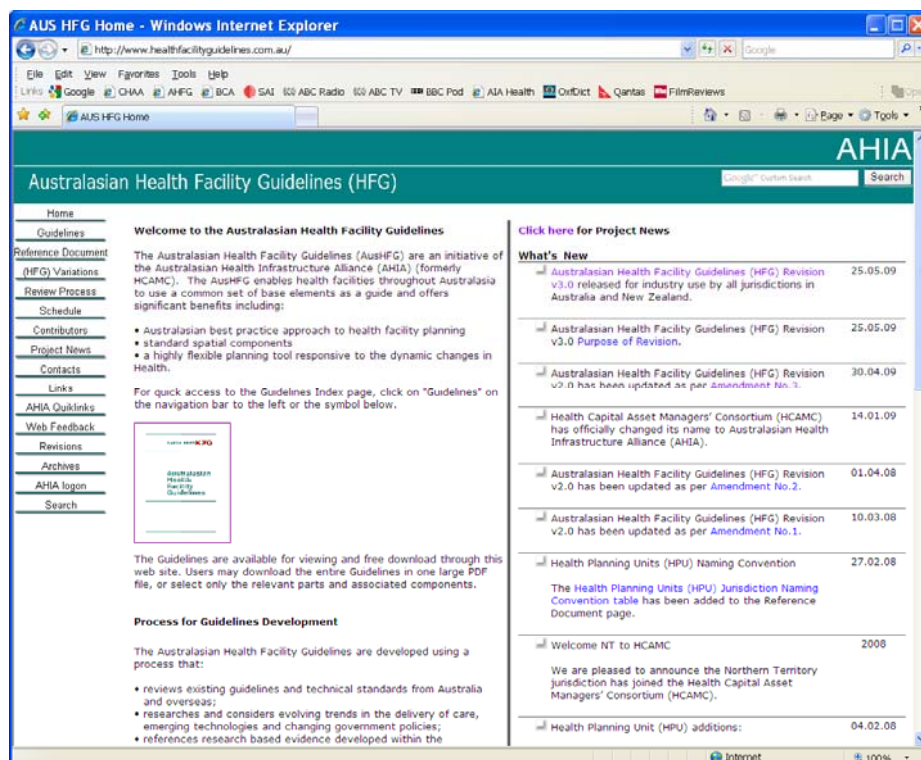 AUS HFG Home - Windows Internet Explorer
http://www.healthfacilityguidelines.com.au/
Google
File Edit View Favorites Tools Help
Links Google CHAA AHFG BCA SAI ABC Radio ABC TV BBC Pod AIA Health OxfDict Qantas FilmReviews
AUS HFG Home
Page Tools
AHIA
Australasian Health Facility Guidelines (HFG)
Google Custom Search
Search
Home
Guidelines
Reference Document
(HFG) Variations
Review Process
Schedule
Contributors
Project News
Contacts
Links
AHIA Quiklinks
Web Feedback
Revisions
Archives
AHIA logon
Search
Welcome to the Australasian Health Facility Guidelines
The Australasian Health Facility Guidelines (AusHFG) are an initiative of
the Australasian Health Infrastructure Alliance (AHIA) (formerly
HCAMC). The AusHFG enables health facilities throughout Australasia
to use a common set of base elements as a guide and offers
significant benefits including:
• Australasian best practice approach to health facility planning
• standard spatial components
• a highly flexible planning tool responsive to the dynamic changes in
Health.
For quick access to the Guidelines Index page, click on "Guidelines" on
the navigation bar to the left or the symbol below.
Australasian
Health
Facility
Guidelines
The Guidelines are available for viewing and free download through this
web site. Users may download the entire Guidelines in one large PDF
file, or select only the relevant parts and associated components.
Process for Guidelines Development
The Australasian Health Facility Guidelines are developed using a
process that:
• reviews existing guidelines and technical standards from Australia
and overseas;
• researches and considers evolving trends in the delivery of care,
emerging technologies and changing government policies;
• references research based evidence developed within the
Click here for Project News
What's New
Australasian Health Facility Guidelines (HFG) Revision 25.05.09
v3.0 released for industry use by all jurisdictions in
Australia and New Zealand.
Australasian Health Facility Guidelines (HFG) Revision 25.05.09
v3.0 Purpose of Revision.
Australasian Health Facility Guidelines (HFG) Revision 30.04.09
v2.0 has been updated as per Amendment No.3.
Health Capital Asset Managers' Consortium (HCAMC) 14.01.09
has officially changed its name to Australasian Health
Infrastructure Alliance (AHIA).
Australasian Health Facility Guidelines (HFG) Revision 01.04.08
v2.0 has been updated as per Amendment No.2.
Australasian Health Facility Guidelines (HFG) Revision 10.03.08
v2.0 has been updated as per Amendment No.1.
Health Planning Units (HPU) Naming Convention 27.02.08
The Health Planning Units (HPU) Jurisdiction Naming
Convention table has been added to the Reference
Document page.
Welcome NT to HCAMC 2008
We are pleased to announce the Northern Territory
jurisdiction has joined the Health Capital Asset
Managers' Consortium (HCAMC).
Health Planning Unit (HPU) additions: 04.02.08
Internet
100%